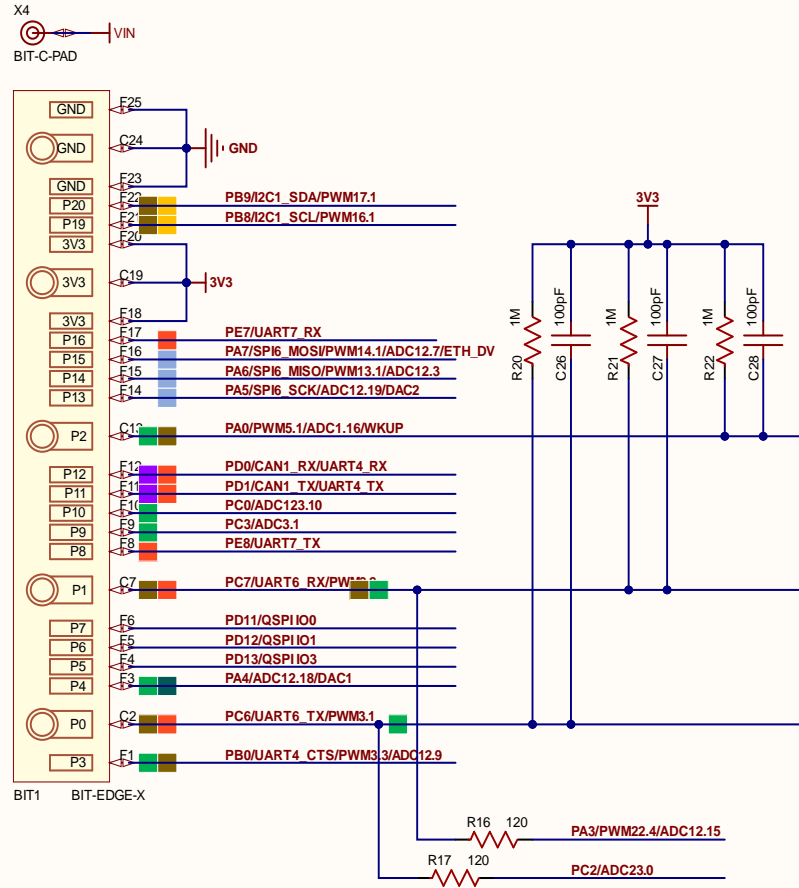 X4
VIN
BIT-C-PAD
GND F25
GND C24 GND
GND F23
P20 F22 PB9/I2C1_SDA/PWM17.1
P19 F21 PB8/I2C1_SCL/PWM16.1
3V3 F20
3V3 C19 3V3
3V3 F18
P16 F17 PE7/UART7_RX
P15 F16 PA7/SPI6_MOSI/PWM14.1/ADC12.7/ETH_DV
P14 F15 PA6/SPI6_MISO/PWM13.1/ADC12.3
P13 F14 PA5/SPI6_SCK/ADC12.19/DAC2
P2 C13 PA0/PWM5.1/ADC1.16/WKUP
P12 F12 PD0/CAN1_RX/UART4_RX
P11 F11 PD1/CAN1_TX/UART4_TX
P10 F10 PC0/ADC123.10
P9 F9 PC3/ADC3.1
P8 F8 PE8/UART7_TX
P1 C7 PC7/UART6_RX/
P7 F6 PD11/QSPI IO0
P6 F5 PD12/QSPI IO1
P5 F4 PD13/QSPI IO3
P4 F3 PA4/ADC12.18/DAC1
P0 C2 PC6/UART6_TX/PWM3.1
P3 F1 PB0/UART4_CTS/PWM3.3/ADC12.9
BIT1 BIT-EDGE-X
3V3
R20 1M
C26 100pF
R21 1M
C27 100pF
R22 1M
C28 100pF
R16 120 PA3/PWM22.4/ADC12.15
R17 120 PC2/ADC23.0